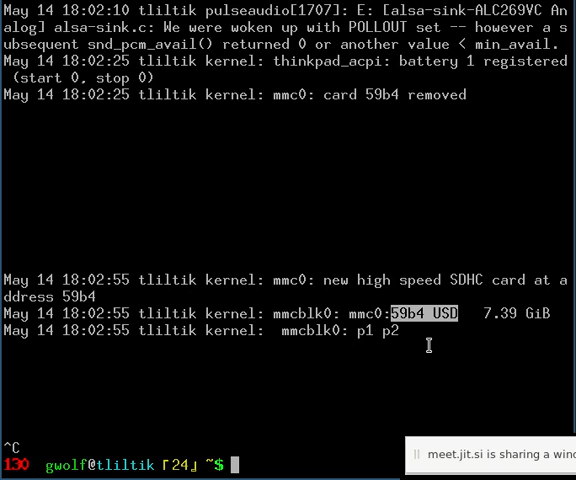 May 14 18:02:10 tliltik pulseaudio[1707]: E: [alsa-sink-ALC269VC An
alog] alsa-sink.c: We were woken up with POLLOUT set -- however a s
ubsequent snd_pcm_avail() returned 0 or another value < min_avail.
May 14 18:02:25 tliltik kernel: thinkpad_acpi: battery 1 registered
 (start 0, stop 0)
May 14 18:02:25 tliltik kernel: mmc0: card 59b4 removed
May 14 18:02:55 tliltik kernel: mmc0: new high speed SDHC card at a
ddress 59b4
May 14 18:02:55 tliltik kernel: mmcblk0: mmc0:59b4 USD   7.39 GiB
May 14 18:02:55 tliltik kernel:  mmcblk0: p1 p2
^C
130  gwolf@tliltik「24」~$
meet.jit.si is sharing a wind